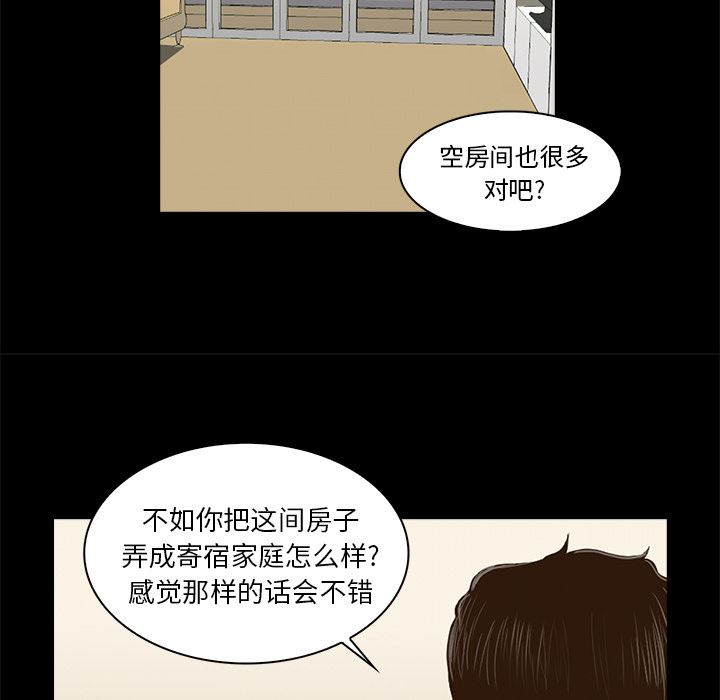 空房间也很多
对吧?
不如你把这间房子
弄成寄宿家庭怎么样?
感觉那样的话会不错